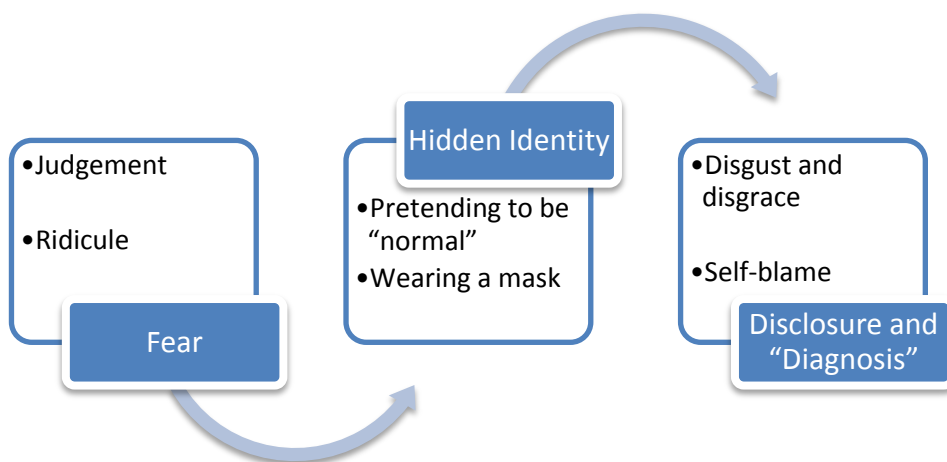 •Judgement
•Ridicule
Fear
Hidden Identity
•Pretending to be
“normal”
•Wearing a mask
•Disgust and
disgrace
•Self-blame
Disclosure and
“Diagnosis”